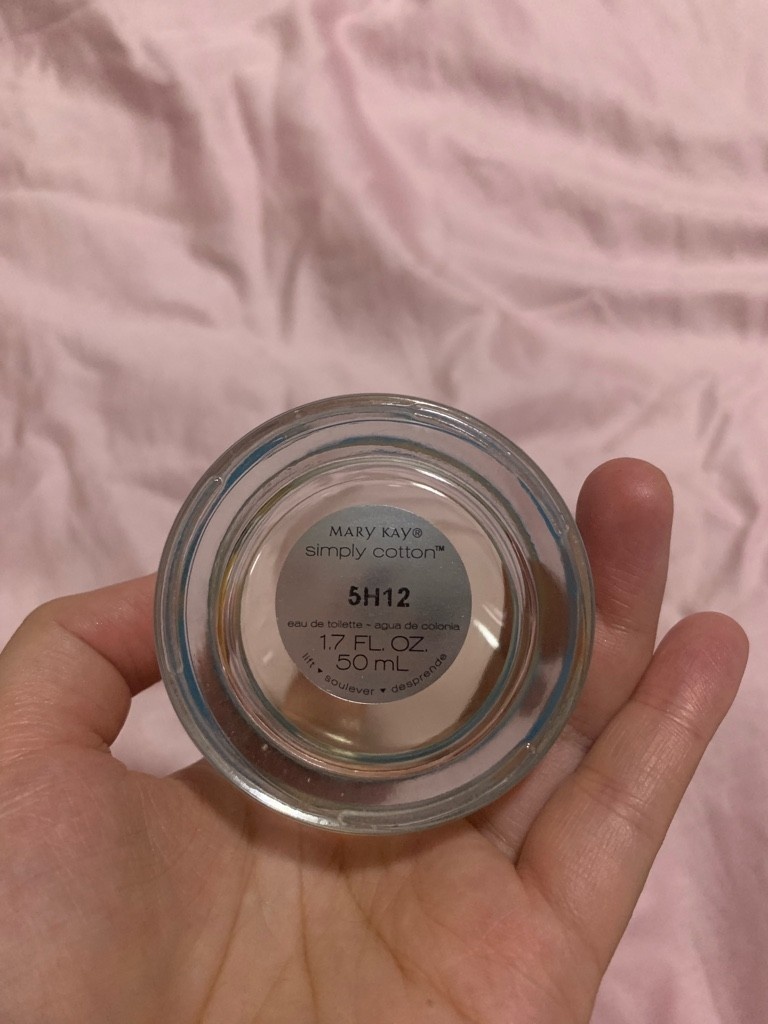 MARY KAY®
simply cotton™
5H12
eau de toilette - agua de colonia
1.7 FL. OZ.
50 mL
lift ♥ soulever ♥ desprende